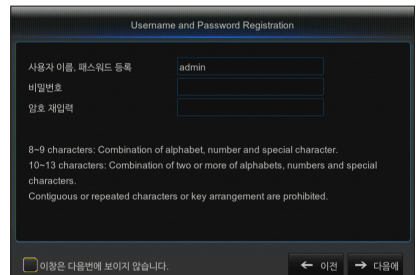 Username and Password Registration
사용자 이름, 패스워드 등록 admin
비밀번호
암호 재입력
8~9 characters: Combination of alphabet, number and special character.
10~13 characters: Combination of two or more of alphabets, numbers and special
characters.
Contiguous or repeated characters or key arrangement are prohibited.
이창은 다음번에 보이지 않습니다. ← 이전 → 다음에